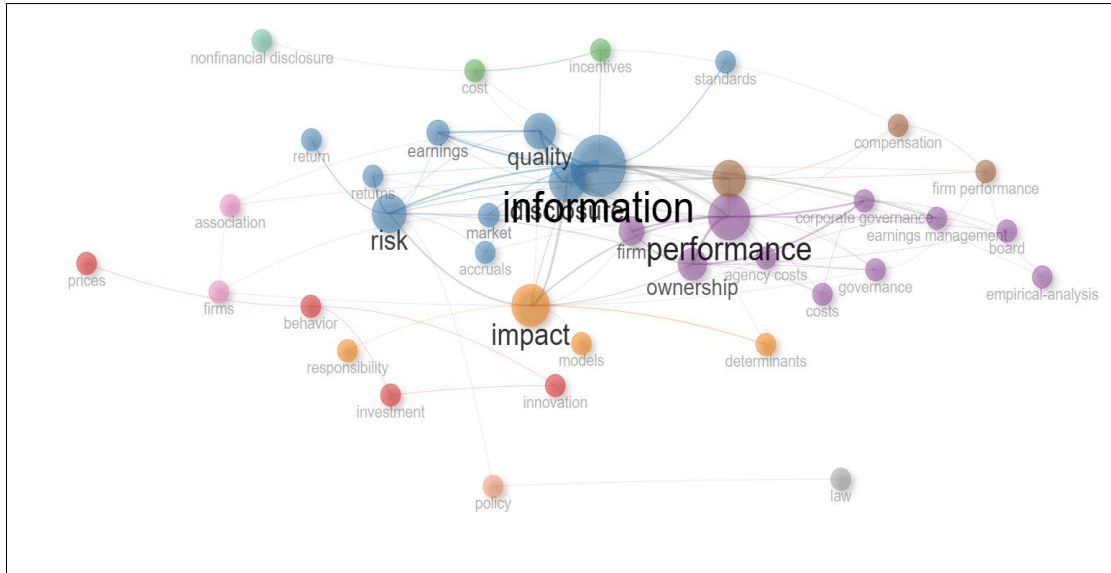 nonfinancial disclosure
cost
incentives
standards
return
earnings
quality
compensation
returns
firm performance
association
information
disclosure
corporate governance
risk
market
firm
performance
earnings management
board
accruals
agency costs
governance
prices
ownership
empirical-analysis
firms
behavior
costs
impact
responsibility
models
determinants
investment
innovation
policy
law